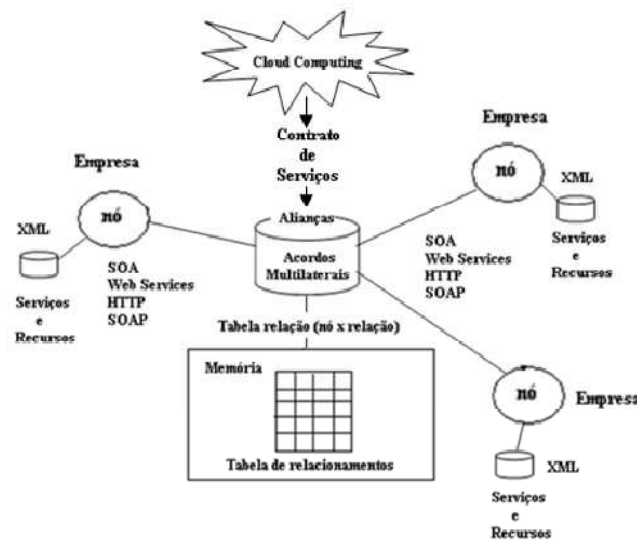 Cloud Computing
Contrato
de
Serviços
Empresa
nó
XML
Serviços
e
Recursos
SOA
Web Services
HTTP
SOAP
Alianças
Acordos
Multilaterais
Empresa
nó
XML
Serviços
e
Recursos
SOA
Web Services
HTTP
SOAP
Tabela relação (nó x relação)
Memória
Tabela de relacionamentos
nó
Empresa
XML
Serviços
e
Recursos